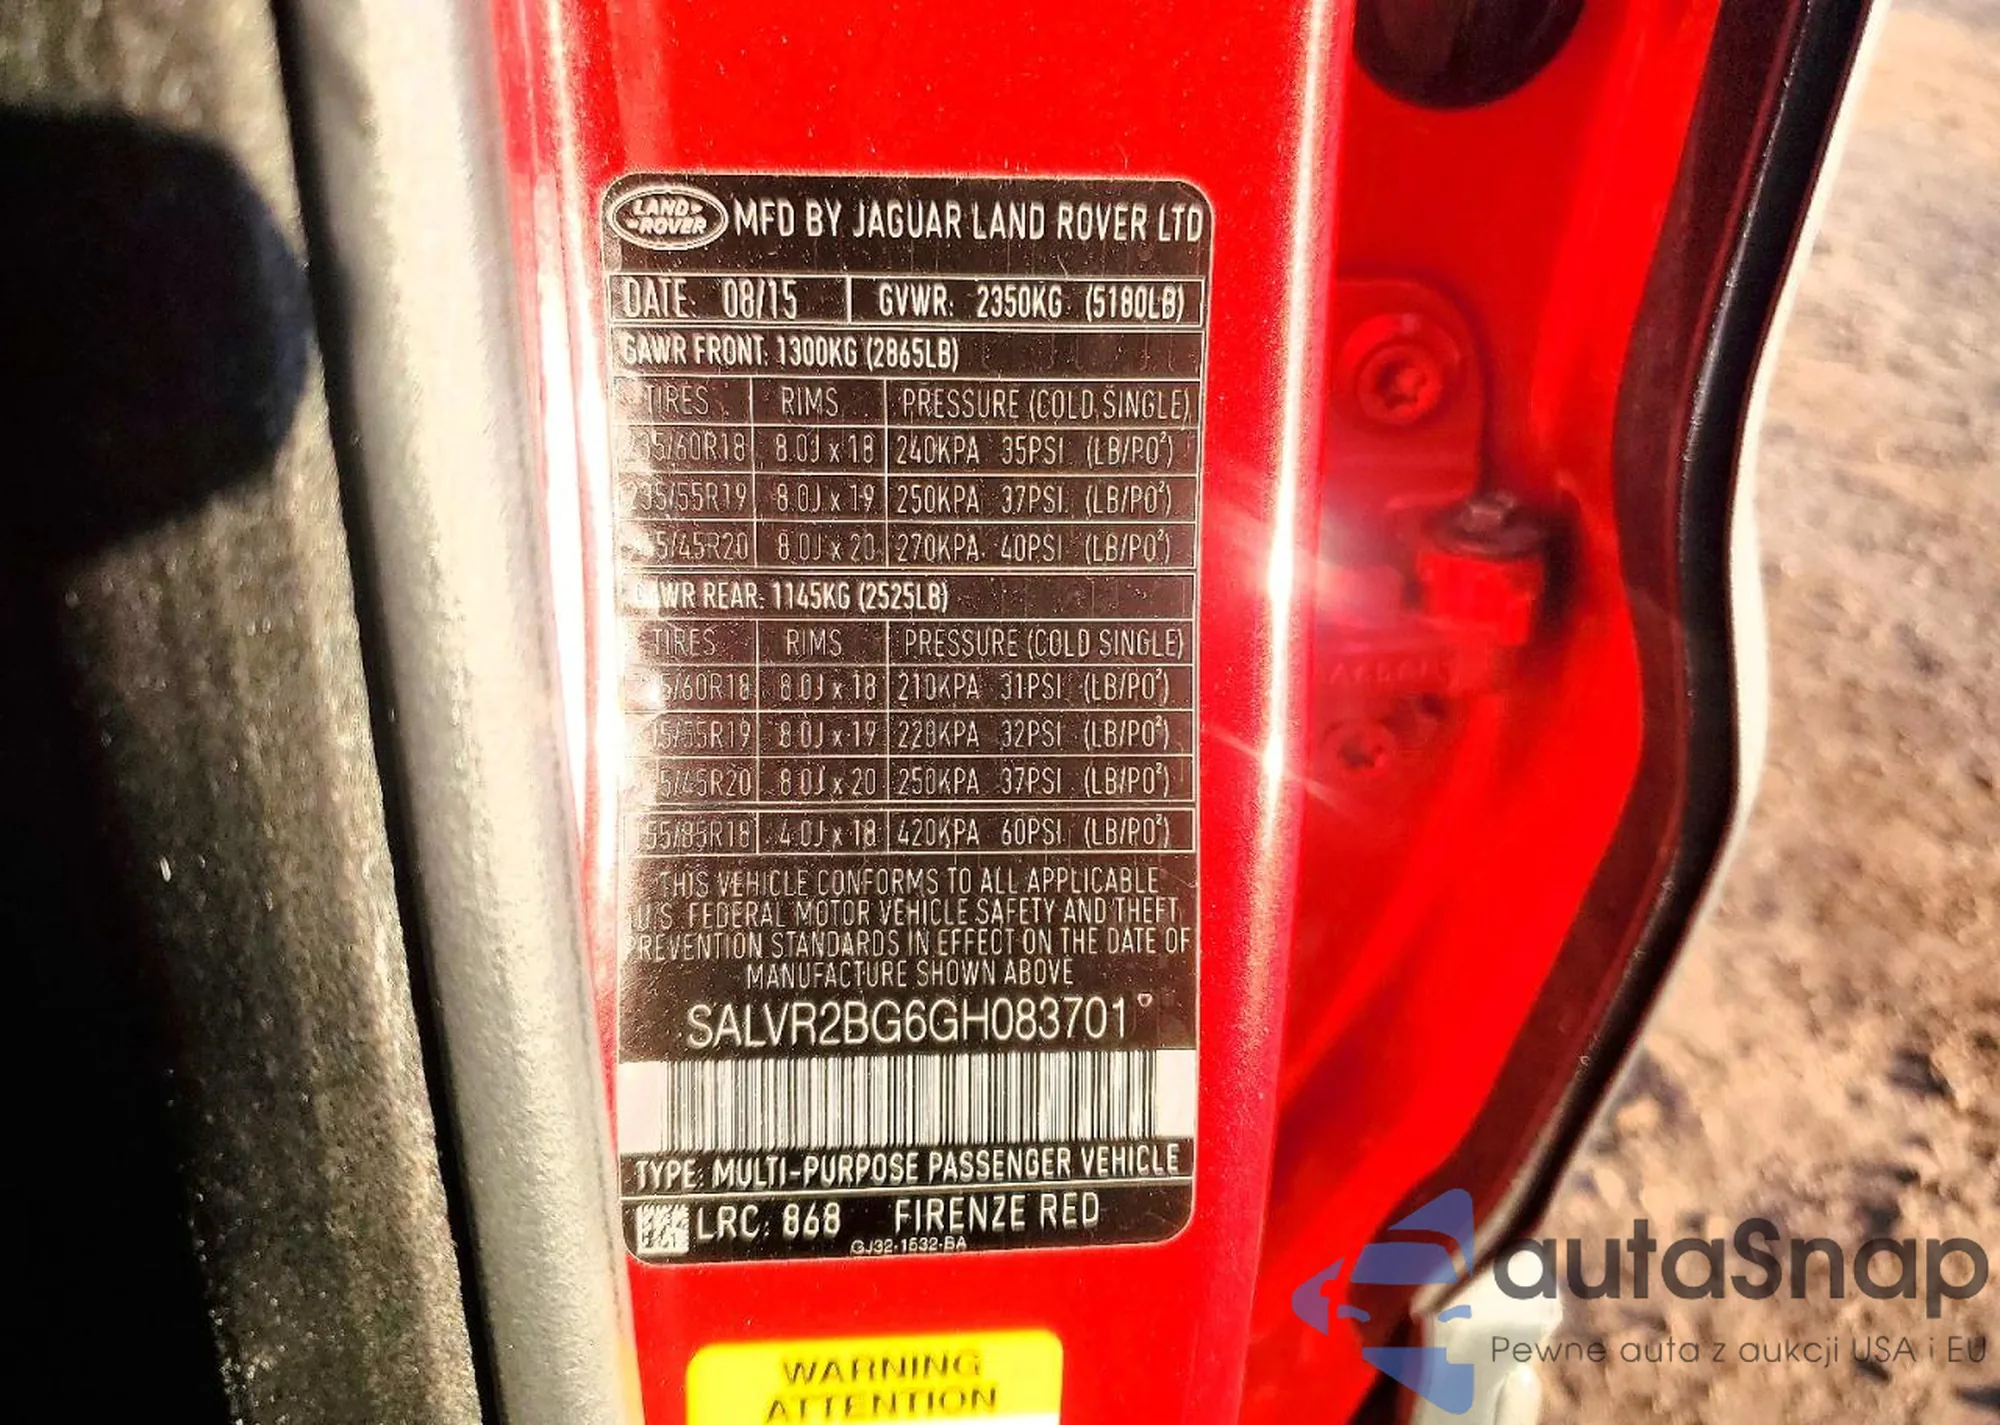 LAND ROVER MFD BY JAGUAR LAND ROVER LTD
DATE: 08/15 GVWR: 2350KG (5180LB)
GAWR FRONT: 1300KG (2865LB)
TIRES RIMS PRESSURE (COLD SINGLE)
235/60R18 8.0J x 18 240KPA 35PSI (LB/PO²)
235/55R19 8.0J x 19 250KPA 37PSI (LB/PO²)
8.0J x 20 270KPA 40PSI (LB/PO²)
GAWR REAR: 1145KG (2525LB)
TIRES RIMS PRESSURE (COLD SINGLE)
8.0J x 18 210KPA 31PSI (LB/PO²)
8.0J x 19 220KPA 32PSI (LB/PO²)
8.0J x 20 250KPA 37PSI (LB/PO²)
4.0J x 18 420KPA 60PSI (LB/PO²)
THIS VEHICLE CONFORMS TO ALL APPLICABLE
U.S. FEDERAL MOTOR VEHICLE SAFETY AND THEFT
PREVENTION STANDARDS IN EFFECT ON THE DATE OF
MANUFACTURE SHOWN ABOVE
SALVR2BG6GH083701
TYPE: MULTI-PURPOSE PASSENGER VEHICLE
LRC: 868 FIRENZE RED
GJ32-1532-BA
WARNING
ATTENTION
autaSnap
Pewne auta z aukcji USA i EU